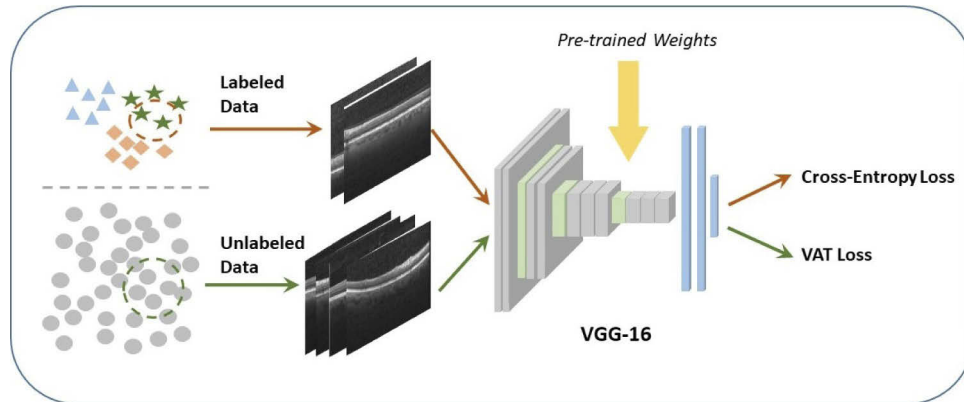 Pre-trained Weights
Labeled
Data
Unlabeled
Data
Cross-Entropy Loss
VAT Loss
VGG-16